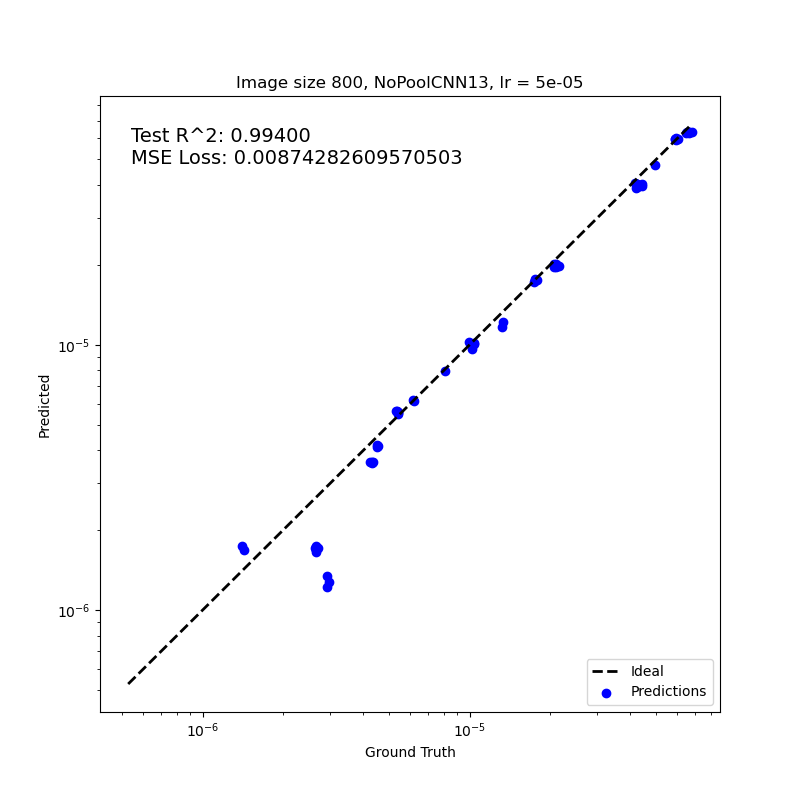 Image size 800, NoPoolCNN13, lr = 5e-05
Test R^2: 0.99400
MSE Loss: 0.00874282609570503
10⁻⁵
Predicted
10⁻⁶
Ideal
Predictions
10⁻⁶ 10⁻⁵
Ground Truth